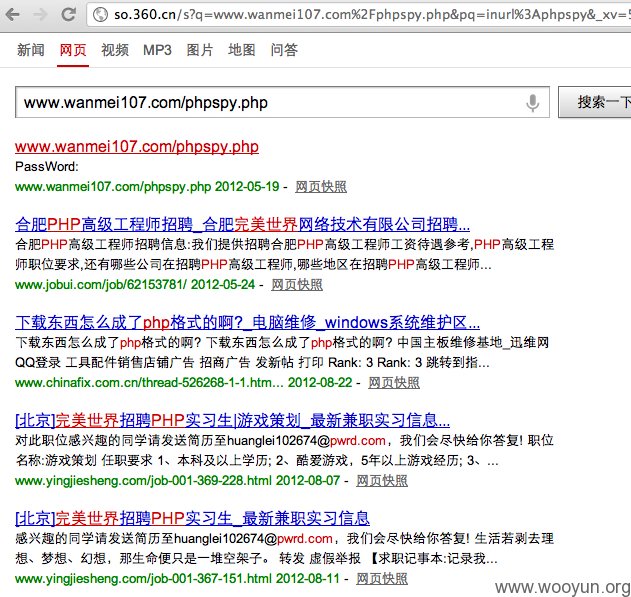 so.360.cn/s?q=www.wanmei107.com%2Fphpspy.php&pq=inurl%3Aphpspy&_xv=
新闻 网页 视频 MP3 图片 地图 问答
www.wanmei107.com/phpspy.php 搜索一下
www.wanmei107.com/phpspy.php
PassWord:
www.wanmei107.com/phpspy.php 2012-05-19 - 网页快照
合肥PHP高级工程师招聘_合肥完美世界网络技术有限公司招聘...
合肥PHP高级工程师招聘信息:我们提供招聘合肥PHP高级工程师工资待遇参考,PHP高级工程
师职位要求,还有哪些公司在招聘PHP高级工程师,哪些地区在招聘PHP高级工程师...
www.jobui.com/job/62153781/ 2012-05-24 - 网页快照
下载东西怎么成了php格式的啊?_电脑维修_windows系统维护区...
下载东西怎么成了php格式的啊? 下载东西怎么成了php格式的啊? 中国主板维修基地_迅维网
QQ登录 工具配件销售店铺广告 招商广告 发新帖 打印 Rank: 3 Rank: 3 跳转到指...
www.chinafix.com.cn/thread-526268-1-1.htm... 2012-08-22 - 网页快照
[北京]完美世界招聘PHP实习生|游戏策划_最新兼职实习信息...
对此职位感兴趣的同学请发送简历至huanglei102674@pwrd.com，我们会尽快给你答复! 职位
名称:游戏策划 任职要求 1、本科及以上学历; 2、酷爱游戏，5年以上游戏经历; 3、...
www.yingjiesheng.com/job-001-369-228.html 2012-08-07 - 网页快照
[北京]完美世界招聘PHP实习生_最新兼职实习信息
感兴趣的同学请发送简历至huanglei102674@pwrd.com，我们会尽快给你答复! 生活若剥去理
想、梦想、幻想，那生命便只是一堆空架子。 转发 虚假举报 【求职记事本:记录我...
www.yingjiesheng.com/job-001-367-151.html 2012-08-11 - 网页快照
www.wooyun.org